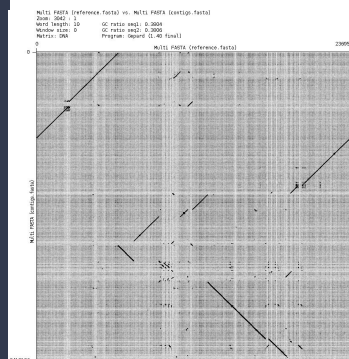 Multi FASTA (reference.fasta) vs. Multi FASTA (contigs.fasta)
Zoom: 3042 : 1
Word length: 10 GC ratio seq1: 0.3804
Window size: 0 GC ratio seq2: 0.3806
Matrix: DNA Program: Gepard (1.40 final)
0
Multi FASTA (reference.fasta)
0
Multi FASTA (contigs.fasta)